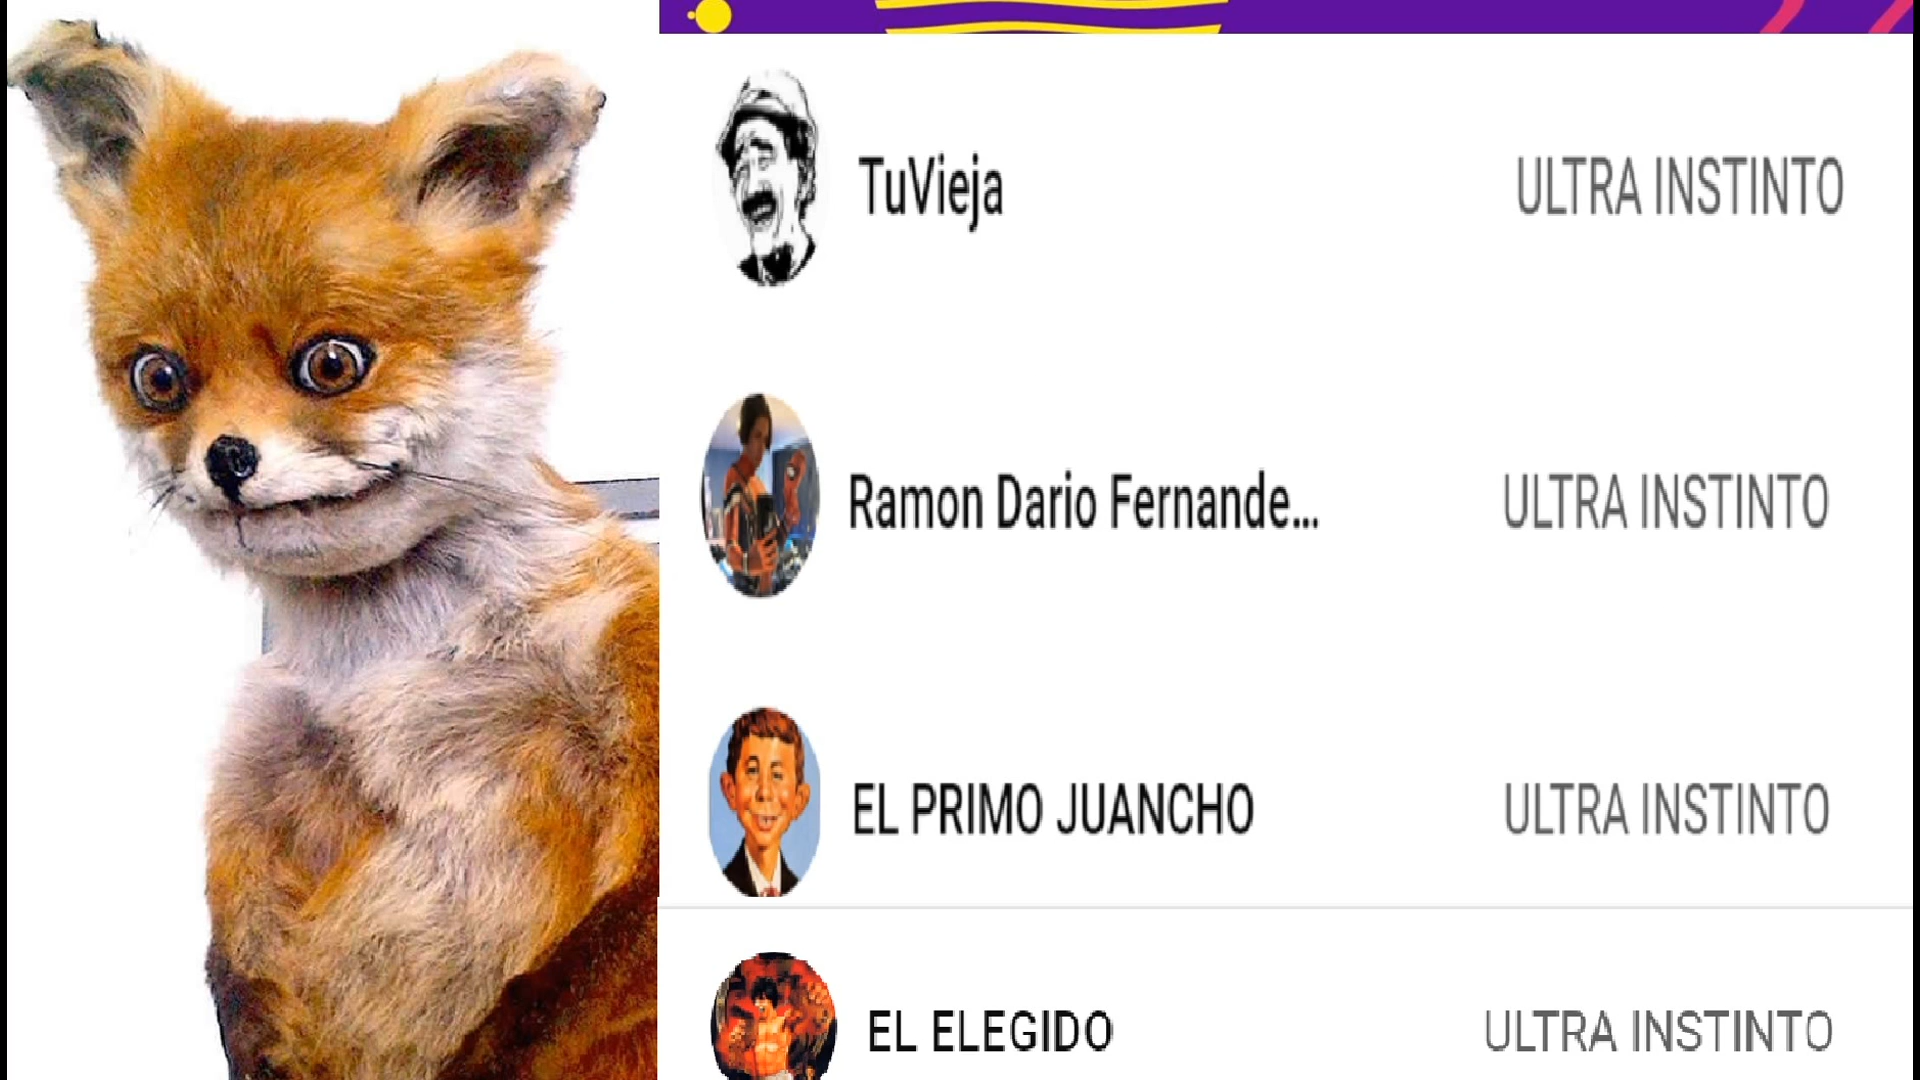 TuVieja ULTRA INSTINTO
Ramon Dario Fernande... ULTRA INSTINTO
EL PRIMO JUANCHO ULTRA INSTINTO
EL ELEGIDO ULTRA INSTINTO